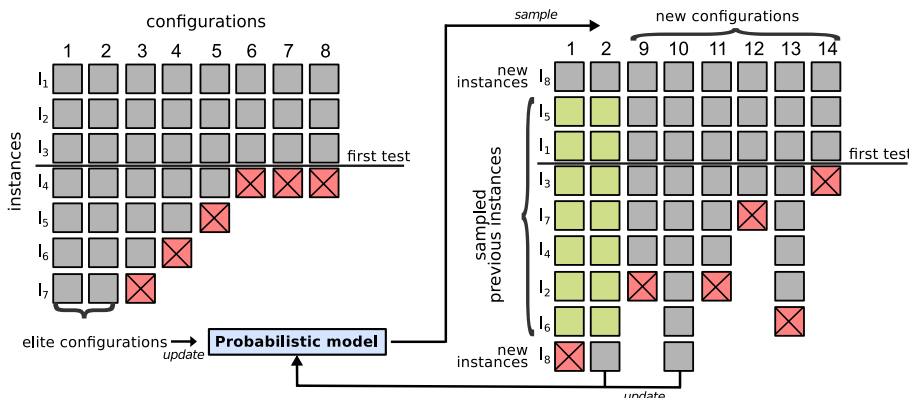 configurations
1 2 3 4 5 6 7 8
instances
I1
I2
I3
first test
I4
I5
I6
I7
elite configurations
update
Probabilistic model
sample
new configurations
1 2 9 10 11 12 13 14
new
instances
I8
sampled
previous instances
I5
I1
first test
I3
I7
I4
I2
I6
new
instances
I8
update